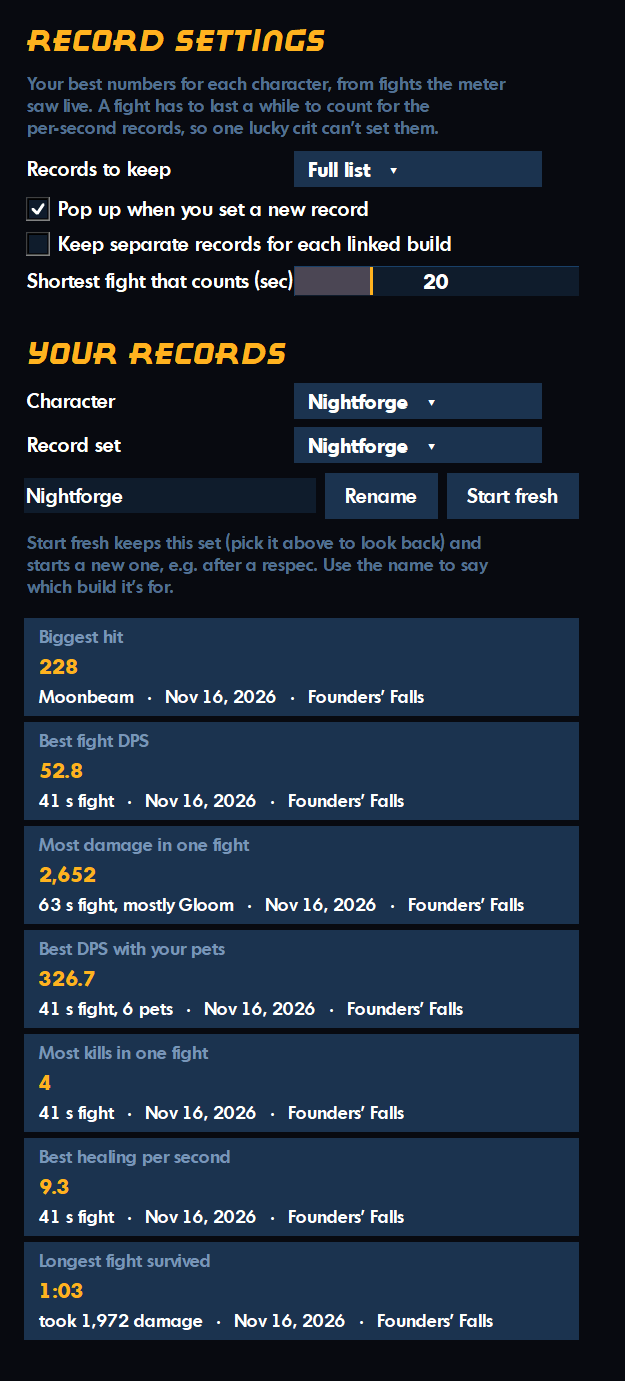 RECORD SETTINGS
Your best numbers for each character, from fights the meter
saw live. A fight has to last a while to count for the
per-second records, so one lucky crit can't set them.
Records to keep
Full list ▾
Pop up when you set a new record
Keep separate records for each linked build
Shortest fight that counts (sec) 20
YOUR RECORDS
Character
Nightforge ▾
Record set
Nightforge ▾
Nightforge
Rename
Start fresh
Start fresh keeps this set (pick it above to look back) and
starts a new one, e.g. after a respec. Use the name to say
which build it's for.
Biggest hit
228
Moonbeam · Nov 16, 2026 · Founders' Falls
Best fight DPS
52.8
41 s fight · Nov 16, 2026 · Founders' Falls
Most damage in one fight
2,652
63 s fight, mostly Gloom · Nov 16, 2026 · Founders' Falls
Best DPS with your pets
326.7
41 s fight, 6 pets · Nov 16, 2026 · Founders' Falls
Most kills in one fight
4
41 s fight · Nov 16, 2026 · Founders' Falls
Best healing per second
9.3
41 s fight · Nov 16, 2026 · Founders' Falls
Longest fight survived
1:03
took 1,972 damage · Nov 16, 2026 · Founders' Falls